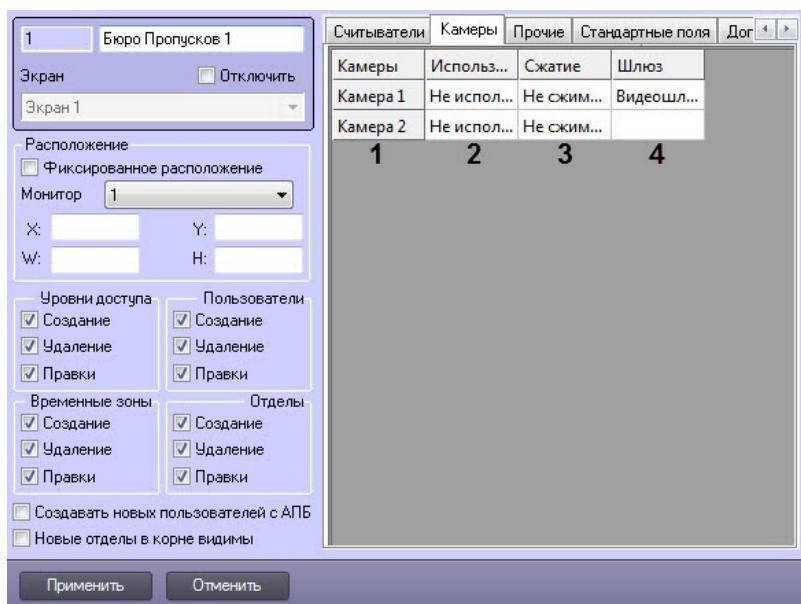 1 Бюро Пропусков 1
Экран Отключить
Экран 1
Расположение
Фиксированное расположение
Монитор 1
X: Y:
W: H:
Уровни доступа Пользователи
Создание Создание
Удаление Удаление
Правки Правки
Временные зоны Отделы
Создание Создание
Удаление Удаление
Правки Правки
Создавать новых пользователей с АПБ
Новые отделы в корне видимы
Применить Отменить
Считыватели Камеры Прочие Стандартные поля Доп
Камеры Использ... Сжатие Шлюз
Камера 1 Не испол... Не сжим... Видеошл...
Камера 2 Не испол... Не сжим...
1 2 3 4